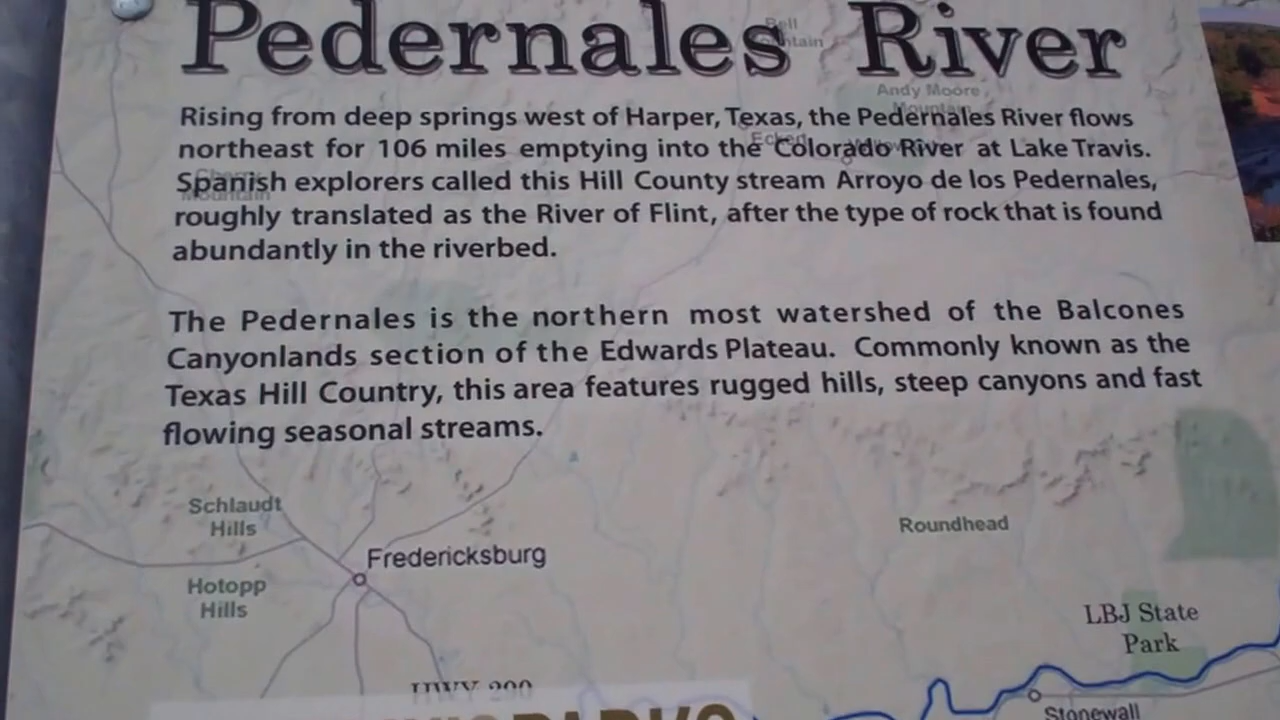 Pedernales River
Bell
Andy Moore
Mountain
Rising from deep springs west of Harper, Texas, the Pedernales River flows
Eckert
northeast for 106 miles emptying into the Colorado River at Lake Travis.
Spanish explorers called this Hill County stream Arroyo de los Pedernales,
Mountain
roughly translated as the River of Flint, after the type of rock that is found
abundantly in the riverbed.
The Pedernales is the northern most watershed of the Balcones
Canyonlands section of the Edwards Plateau. Commonly known as the
Texas Hill Country, this area features rugged hills, steep canyons and fast
flowing seasonal streams.
Schlaudt
Hills
Roundhead
Fredericksburg
Hotopp
Hills
LBJ State
Park
Stonewall